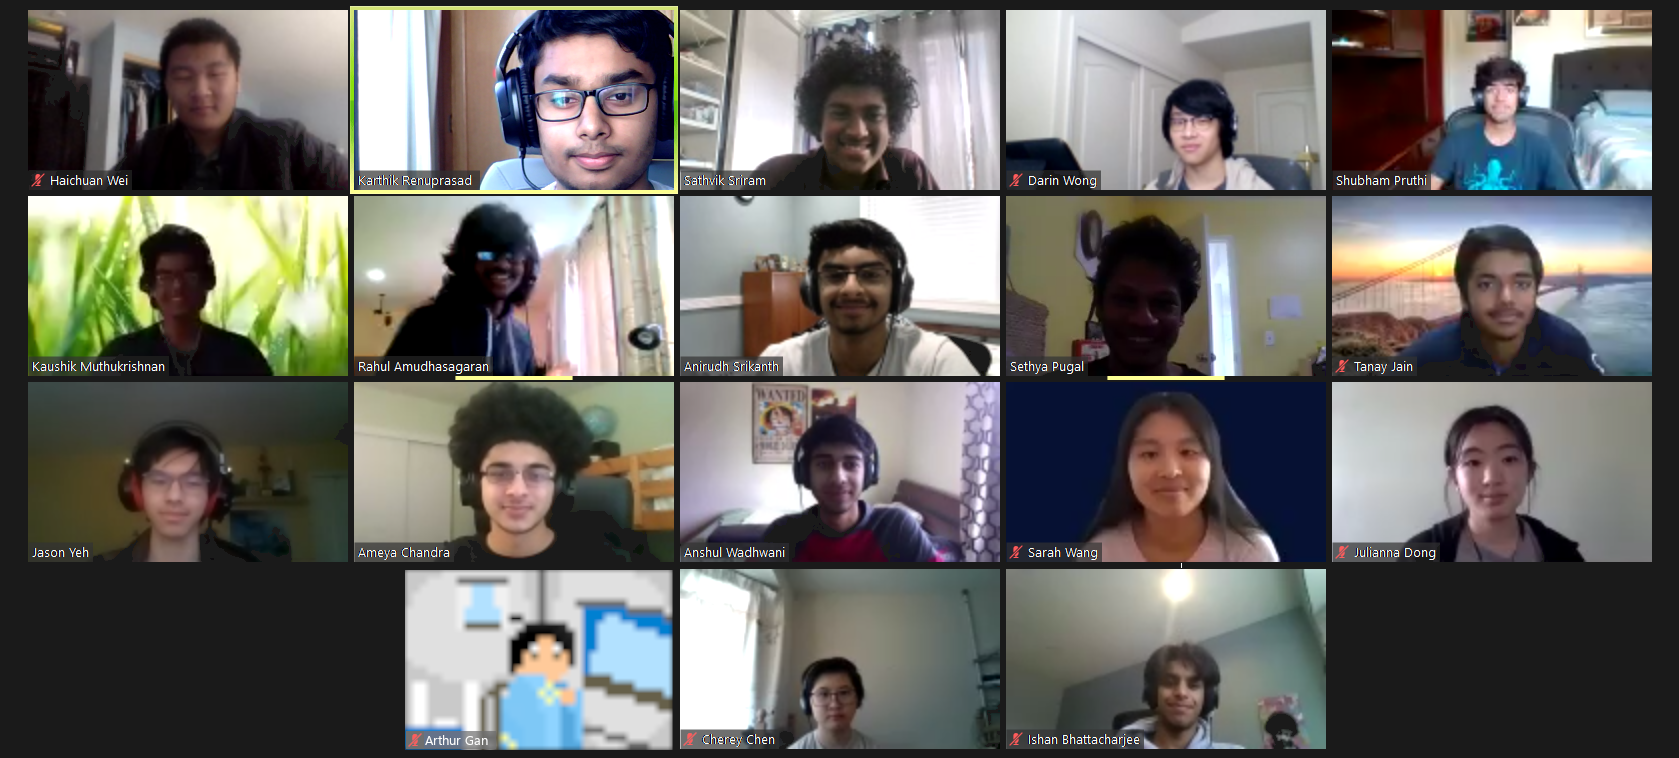 Haichuan Wei
Karthik Renuprasad
Sathvik Sriram
Darin Wong
Shubham Pruthi
Kaushik Muthukrishnan
Rahul Amudhasagaran
Anirudh Srikanth
Sethya Pugal
Tanay Jain
Jason Yeh
Ameya Chandra
WANTED
Anshul Wadhwani
Sarah Wang
Julianna Dong
Arthur Gan
Cherey Chen
Ishan Bhattacharjee